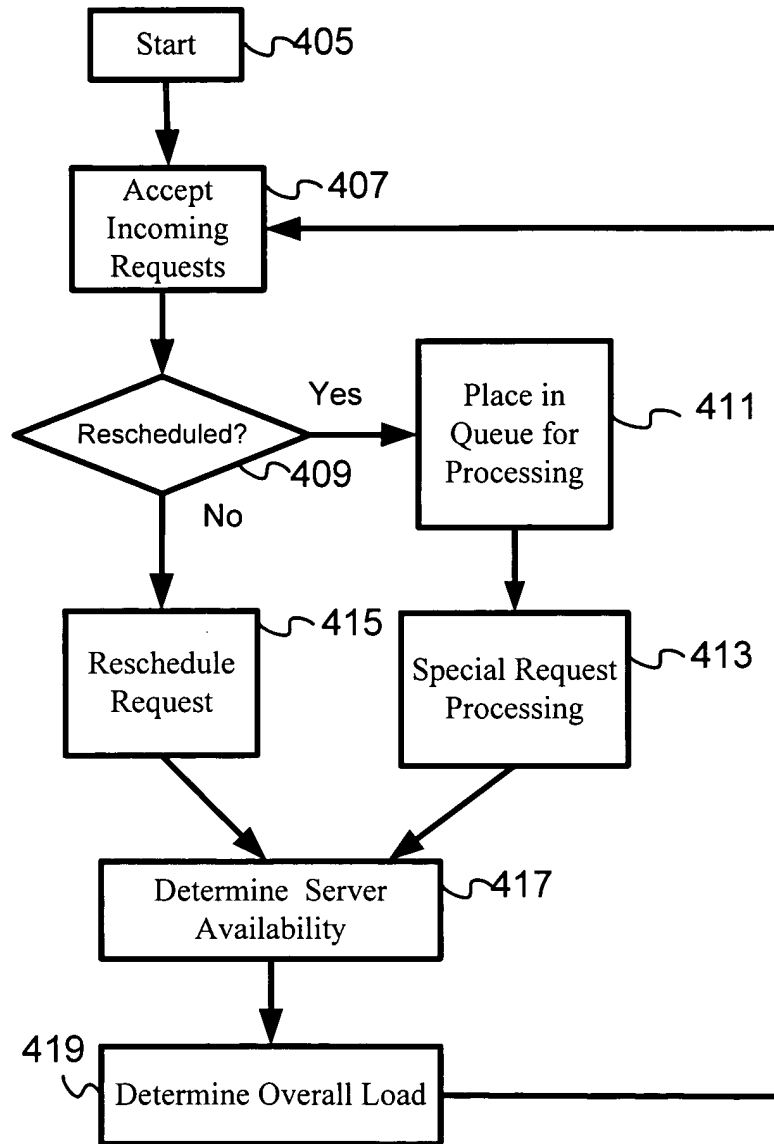 Start
405
Accept
Incoming
Requests
407
Rescheduled?
409
Yes
No
Place in
Queue for
Processing
411
Reschedule
Request
415
Special Request
Processing
413
Determine Server
Availability
417
419
Determine Overall Load